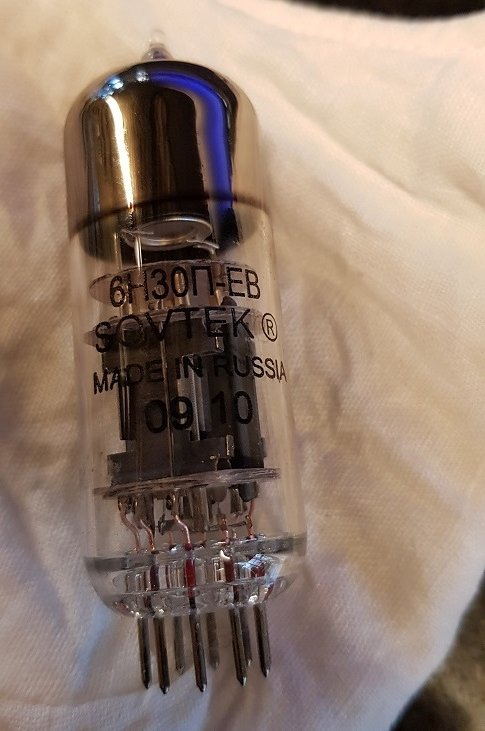 6Н30П-ЕВ
SOVTEK ®
MADE IN RUSSIA
09 10